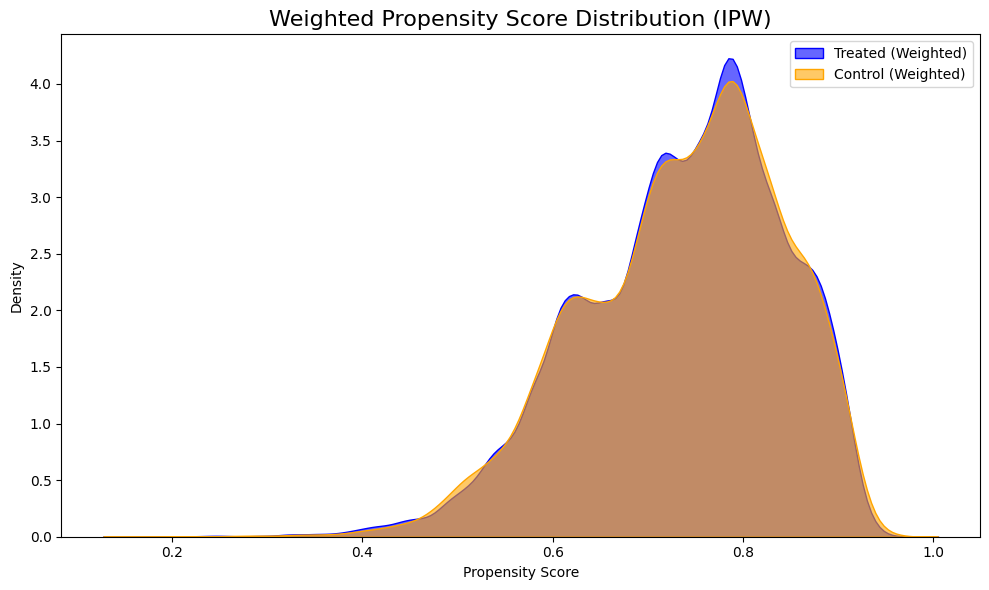 Weighted Propensity Score Distribution (IPW)
Treated (Weighted)
Control (Weighted)
Density
4.0
3.5
3.0
2.5
2.0
1.5
1.0
0.5
0.0
0.2 0.4 0.6 0.8 1.0
Propensity Score